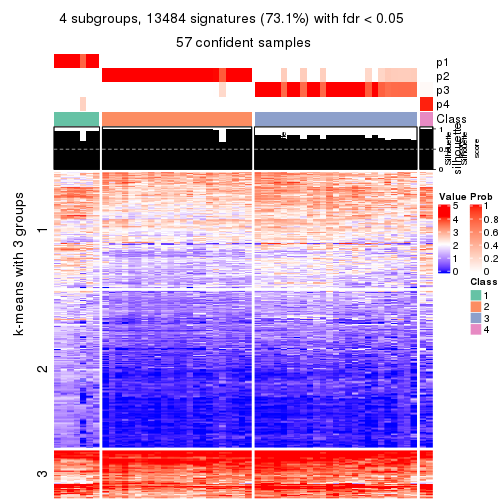 4 subgroups, 13484 signatures (73.1%) with fdr < 0.05
57 confident samples
p1
p2
p3
p4
Class
1
0.5
0
silhouette
Silhouette
score
k-means with 3 groups
1
2
3
Value
5
4
3
2
1
0
Prob
1
0.8
0.6
0.4
0.2
0
Class
1
2
3
4